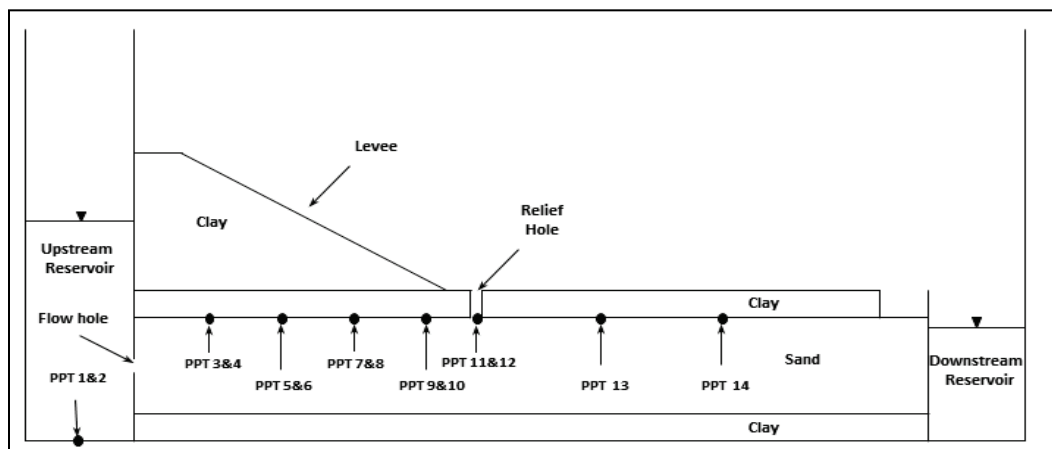 Levee
Clay
Relief
Hole
Upstream
Reservoir
Clay
Flow hole
PPT 1&2
PPT 3&4
PPT 5&6
PPT 7&8
PPT 9&10
PPT 11&12
PPT 13
PPT 14
Sand
Downstream
Reservoir
Clay